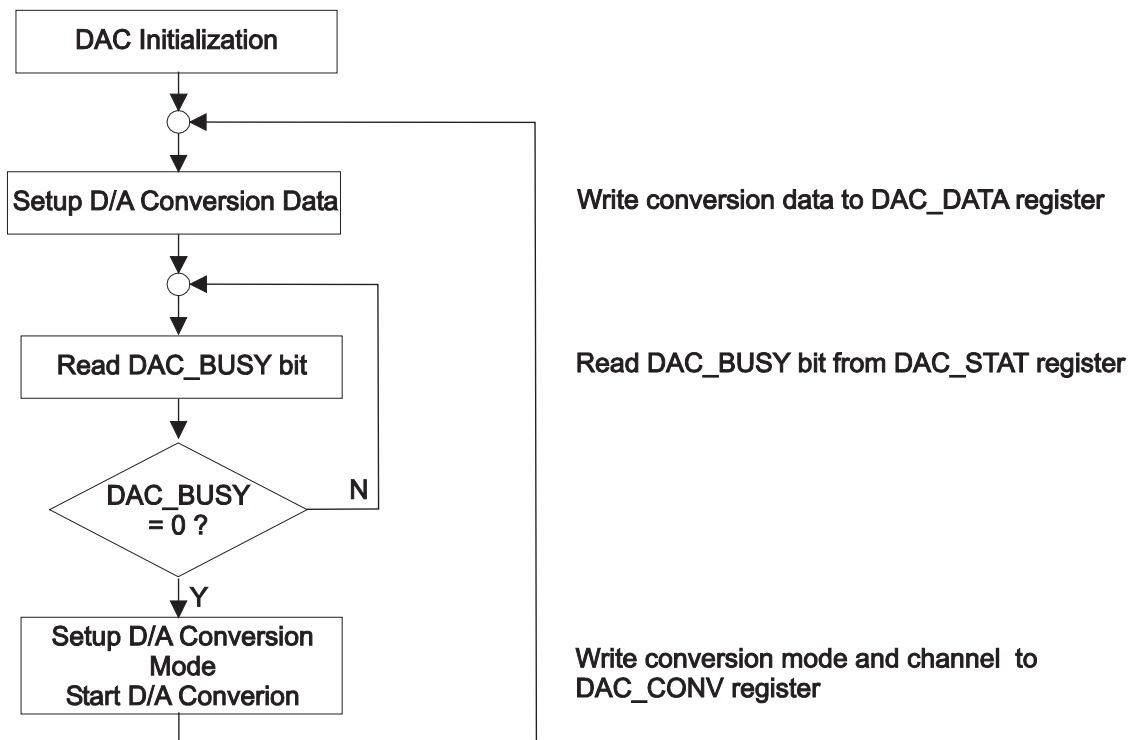 DAC Initialization
Setup D/A Conversion Data
Write conversion data to DAC_DATA register
Read DAC_BUSY bit
Read DAC_BUSY bit from DAC_STAT register
DAC_BUSY
= 0 ?
N
Y
Setup D/A Conversion
Mode
Start D/A Converion
Write conversion mode and channel to
DAC_CONV register